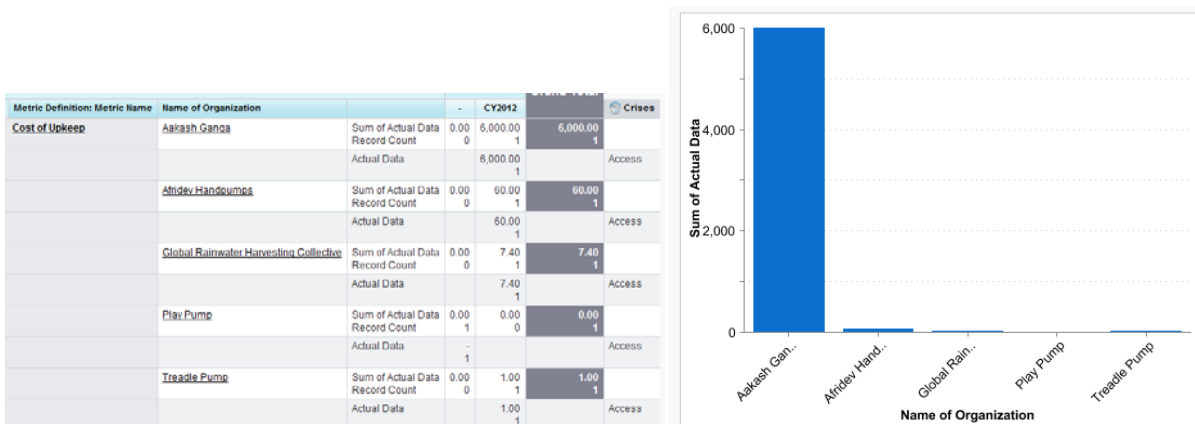 Metric Definition: Metric Name Name of Organization - CY2012 Crises
Cost of Upkeep Aakash Ganga Sum of Actual Data 0.00 6,000.00 6,000.00
Record Count 0 1 1
Actual Data 6,000.00 Access
1
Afridev Handpumps Sum of Actual Data 0.00 60.00 60.00
Record Count 0 1 1
Actual Data 60.00 Access
1
Global Rainwater Harvesting Collective Sum of Actual Data 0.00 7.40 7.40
Record Count 0 1 1
Actual Data 7.40 Access
1
Play Pump Sum of Actual Data 0.00 0.00 0.00
Record Count 1 0 1
Actual Data - Access
1
Treadle Pump Sum of Actual Data 0.00 1.00 1.00
Record Count 0 1 1
Actual Data 1.00 Access
1
Sum of Actual Data
6,000
4,000
2,000
0
Aakash Gan..
Afridev Hand..
Global Rain..
Play Pump
Treadle Pump
Name of Organization